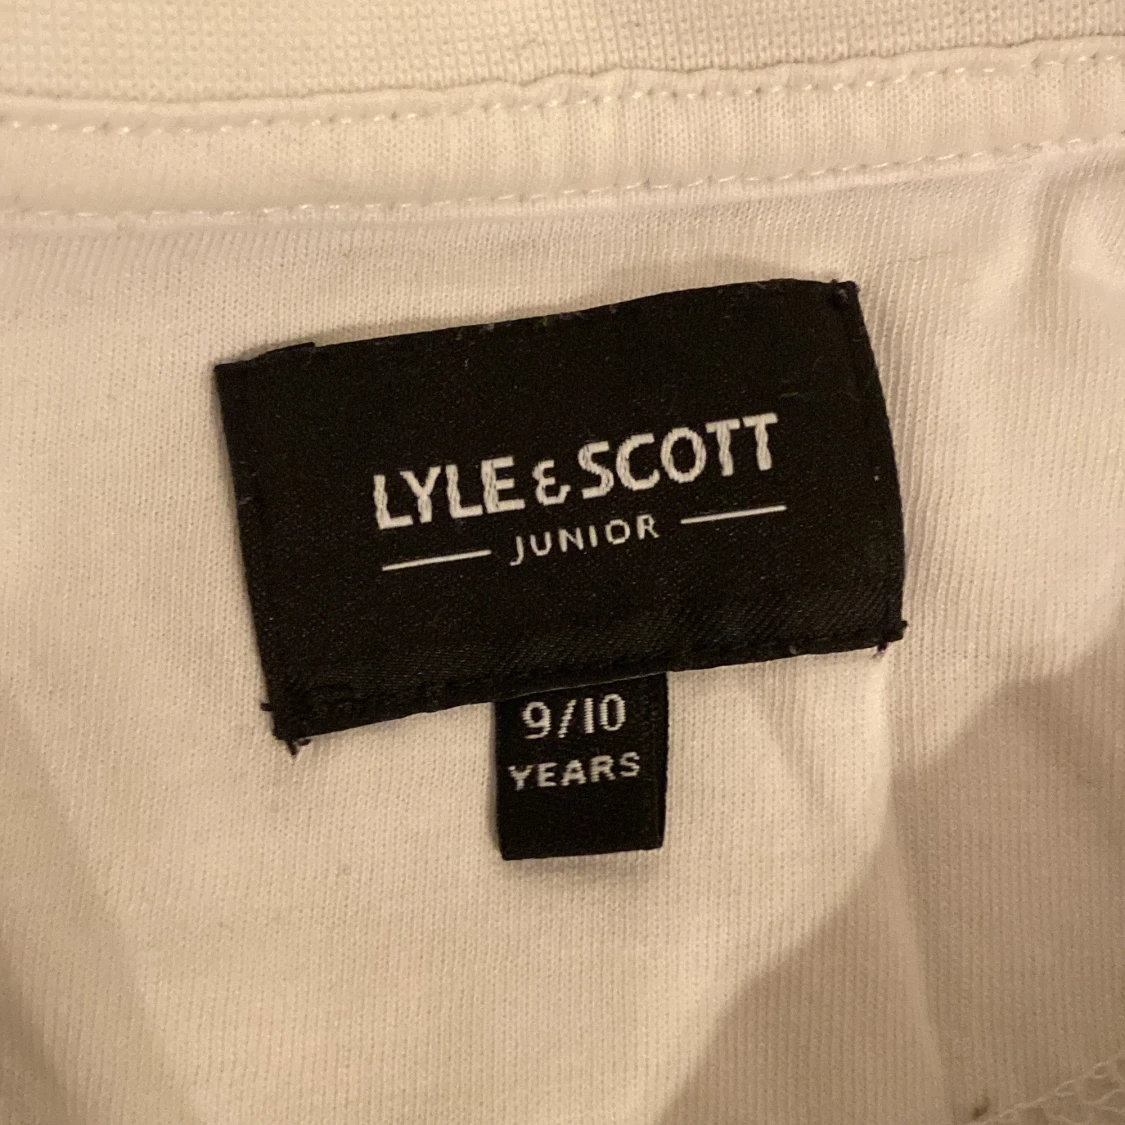 LYLE & SCOTT
JUNIOR
9/10
YEARS